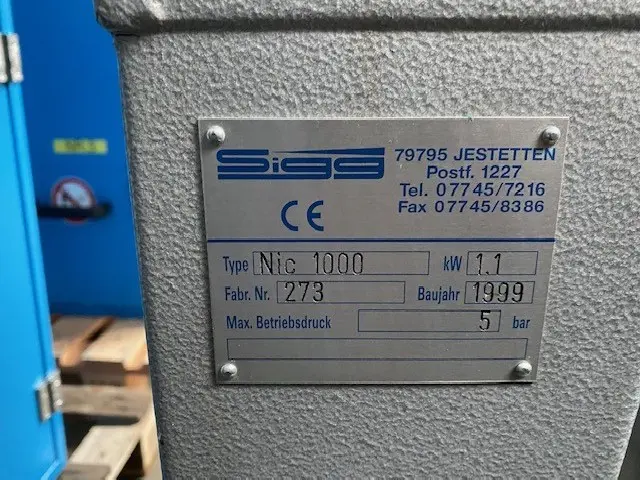 Sigg
79795 JESTETTEN
Postf. 1227
Tel. 07745/7216
Fax 07745/8386
CE
Type Nic 1000 kW 1.1
Fabr. Nr. 273 Baujahr 1999
Max. Betriebsdruck 5 bar